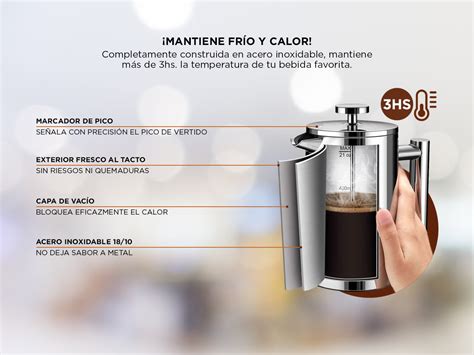 ¡MANTIENE FRÍO Y CALOR!
Completamente construida en acero inoxidable, mantiene
más de 3hs. la temperatura de tu bebida favorita.
3HS
MARCADOR DE PICO
SEÑALA CON PRECISIÓN EL PICO DE VERTIDO
EXTERIOR FRESCO AL TACTO
SIN RIESGOS NI QUEMADURAS
CAPA DE VACÍO
BLOQUEA EFICAZMENTE EL CALOR
ACERO INOXIDABLE 18/10
NO DEJA SABOR A METAL
MAX
21 oz